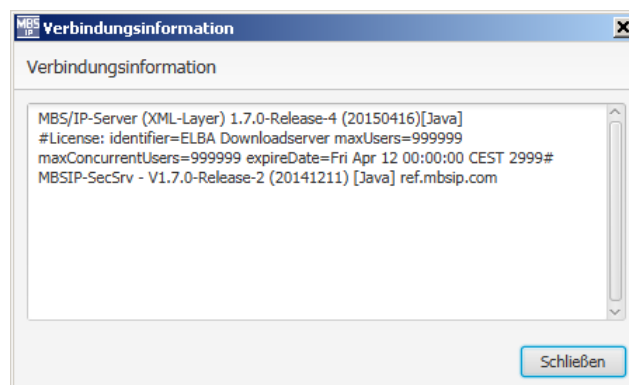 MBS
IP
Verbindungsinformation
Verbindungsinformation
MBS/IP-Server (XML-Layer) 1.7.0-Release-4 (20150416)[Java]
#License: identifier=ELBA Downloadserver maxUsers=999999
maxConcurrentUsers=999999 expireDate=Fri Apr 12 00:00:00 CEST 2999#
MBSIP-SecSrv - V1.7.0-Release-2 (20141211) [Java] ref.mbsip.com
Schließen